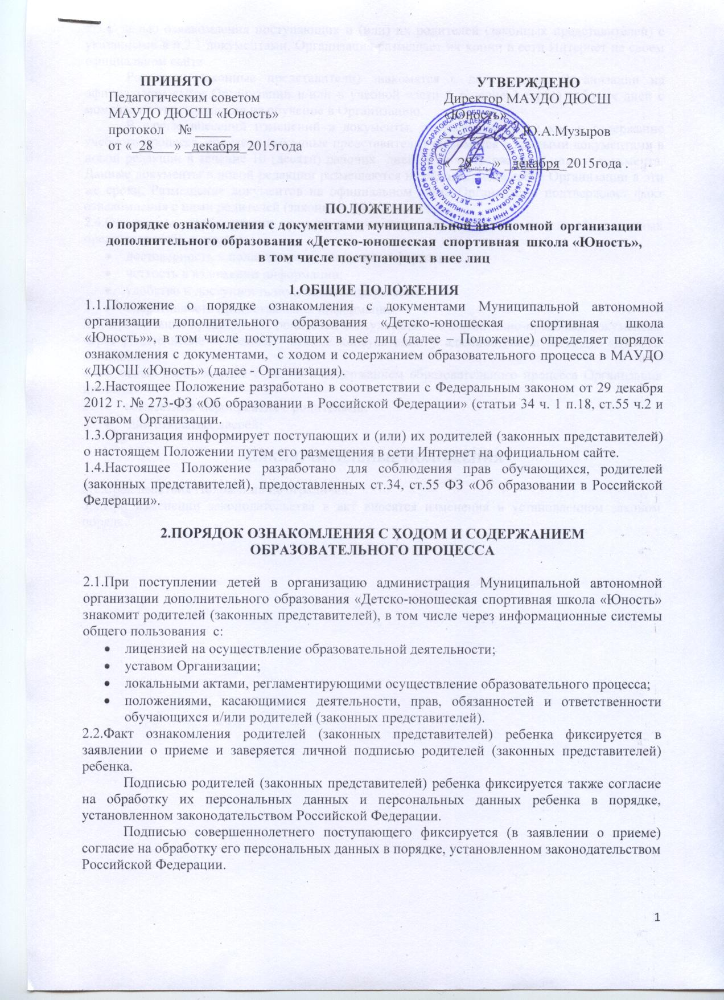 ПРИНЯТО
Педагогическим советом
МАУДО ДЮСШ «Юность»
протокол №______
от «_28___» _декабря_2015года
УТВЕРЖДЕНО
Директор МАУДО ДЮСШ
«Юность»
Ю.А.Музыров
«_28___» _декабря_2015года .
ПОЛОЖЕНИЕ
о порядке ознакомления с документами муниципальной автономной организации
дополнительного образования «Детско-юношеская спортивная школа «Юность»,
в том числе поступающих в нее лиц
1.ОБЩИЕ ПОЛОЖЕНИЯ
1.1.Положение о порядке ознакомления с документами Муниципальной автономной
организации дополнительного образования «Детско-юношеская спортивная школа
«Юность»», в том числе поступающих в нее лиц (далее – Положение) определяет порядок
ознакомления с документами, с ходом и содержанием образовательного процесса в МАУДО
«ДЮСШ «Юность» (далее - Организация).
1.2.Настоящее Положение разработано в соответствии с Федеральным законом от 29 декабря
2012 г. № 273-ФЗ «Об образовании в Российской Федерации» (статьи 34 ч. 1 п.18, ст.55 ч.2 и
уставом Организации.
1.3.Организация информирует поступающих и (или) их родителей (законных представителей)
о настоящем Положении путем его размещения в сети Интернет на официальном сайте.
1.4.Настоящее Положение разработано для соблюдения прав обучающихся, родителей
(законных представителей), предоставленных ст.34, ст.55 ФЗ «Об образовании в Российской
Федерации».
2.ПОРЯДОК ОЗНАКОМЛЕНИЯ С ХОДОМ И СОДЕРЖАНИЕМ
ОБРАЗОВАТЕЛЬНОГО ПРОЦЕССА
2.1.При поступлении детей в организацию администрация Муниципальной автономной
организации дополнительного образования «Детско-юношеская спортивная школа «Юность»
знакомит родителей (законных представителей), в том числе через информационные системы
общего пользования с:
• лицензией на осуществление образовательной деятельности;
• уставом Организации;
• локальными актами, регламентирующими осуществление образовательного процесса;
• положениями, касающимися деятельности, прав, обязанностей и ответственности
обучающихся и/или родителей (законных представителей).
2.2.Факт ознакомления родителей (законных представителей) ребенка фиксируется в
заявлении о приеме и заверяется личной подписью родителей (законных представителей)
ребенка.
Подписью родителей (законных представителей) ребенка фиксируется также согласие
на обработку их персональных данных и персональных данных ребенка в порядке,
установленном законодательством Российской Федерации.
Подписью совершеннолетнего поступающего фиксируется (в заявлении о приеме)
согласие на обработку его персональных данных в порядке, установленном законодательством
Российской Федерации.
1